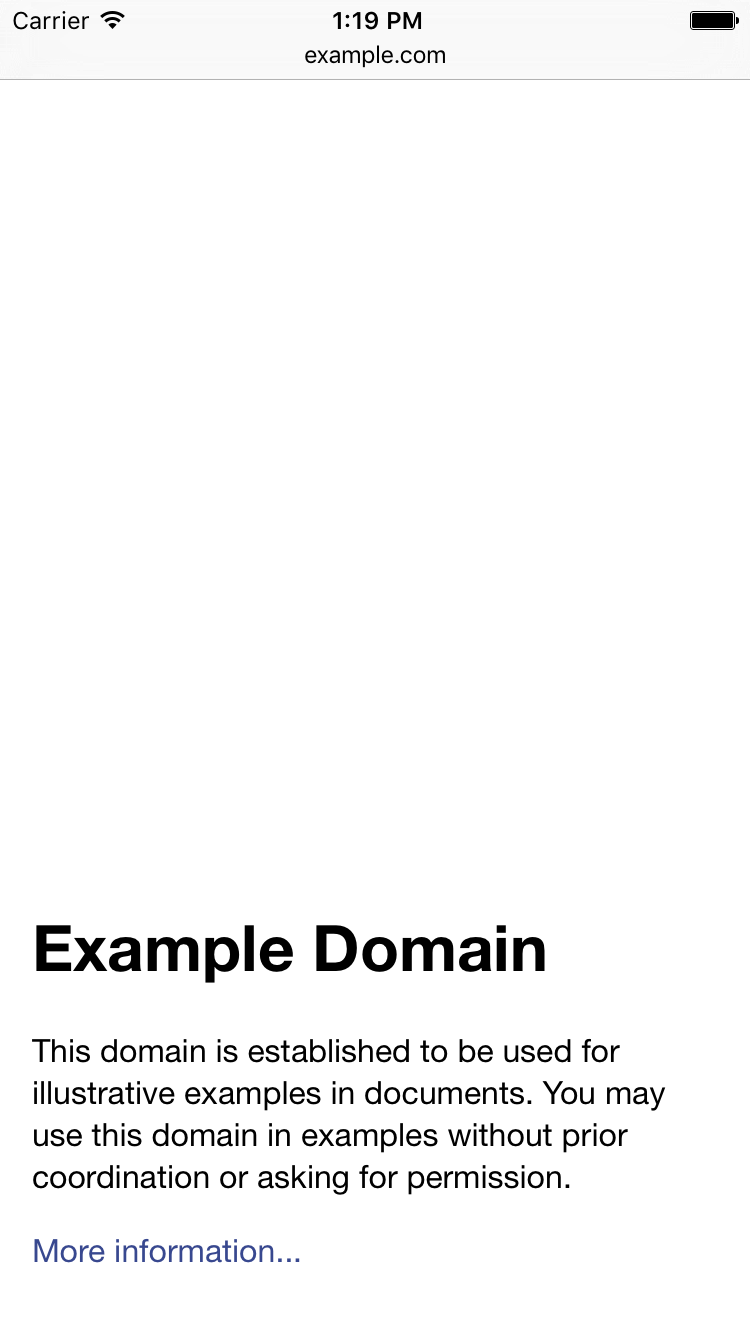 Carrier 1:19 PM
example.com
Example Domain
This domain is established to be used for
illustrative examples in documents. You may
use this domain in examples without prior
coordination or asking for permission.
More information...